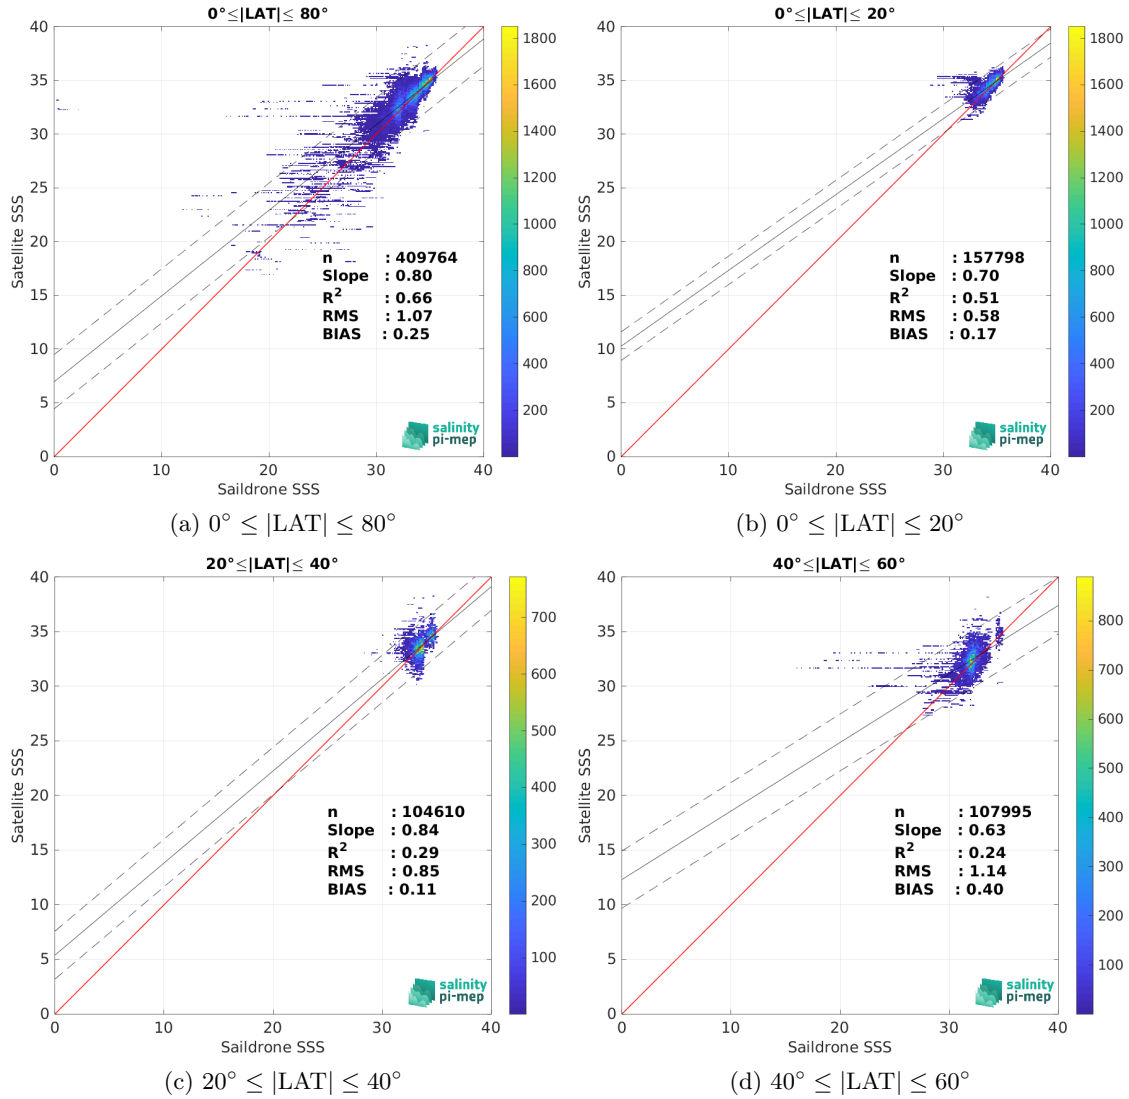 0°≤|LAT|≤ 80°
40
35
30
25
20
15
10
5
0
Satellite SSS
n : 409764
Slope : 0.80
R² : 0.66
RMS : 1.07
BIAS : 0.25
salinity
pi-mep
0 10 20 30 40
Saildrone SSS
1800
1600
1400
1200
1000
800
600
400
200
(a) 0° ≤ |LAT| ≤ 80°
0°≤|LAT|≤ 20°
40
35
30
25
20
15
10
5
0
Satellite SSS
n : 157798
Slope : 0.70
R² : 0.51
RMS : 0.58
BIAS : 0.17
salinity
pi-mep
0 10 20 30 40
Saildrone SSS
1800
1600
1400
1200
1000
800
600
400
200
(b) 0° ≤ |LAT| ≤ 20°
20°≤|LAT|≤ 40°
40
35
30
25
20
15
10
5
0
Satellite SSS
n : 104610
Slope : 0.84
R² : 0.29
RMS : 0.85
BIAS : 0.11
salinity
pi-mep
0 10 20 30 40
Saildrone SSS
700
600
500
400
300
200
100
(c) 20° ≤ |LAT| ≤ 40°
40°≤|LAT|≤ 60°
40
35
30
25
20
15
10
5
0
Satellite SSS
n : 107995
Slope : 0.63
R² : 0.24
RMS : 1.14
BIAS : 0.40
salinity
pi-mep
0 10 20 30 40
Saildrone SSS
800
700
600
500
400
300
200
100
(d) 40° ≤ |LAT| ≤ 60°